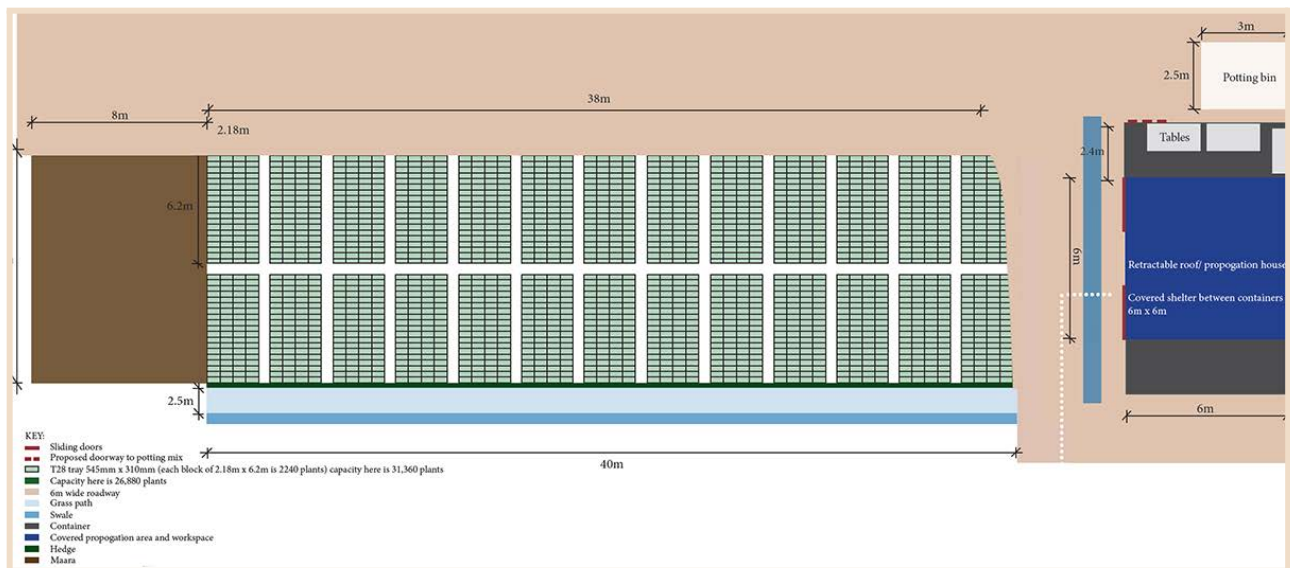 3m
2.5m
Potting bin
38m
8m
2.18m
Tables
2.4m
6.2m
6m
Retractable roof/ propogation house
Covered shelter between containers
6m x 6m
2.5m
6m
40m
KEY:
Sliding doors
Proposed doorway to potting mix
T28 tray 545mm x 310mm (each block of 2.18m x 6.2m is 2240 plants) capacity here is 31,360 plants
Capacity here is 26,880 plants
6m wide roadway
Grass path
Swale
Container
Covered propogation area and workspace
Hedge
Maara